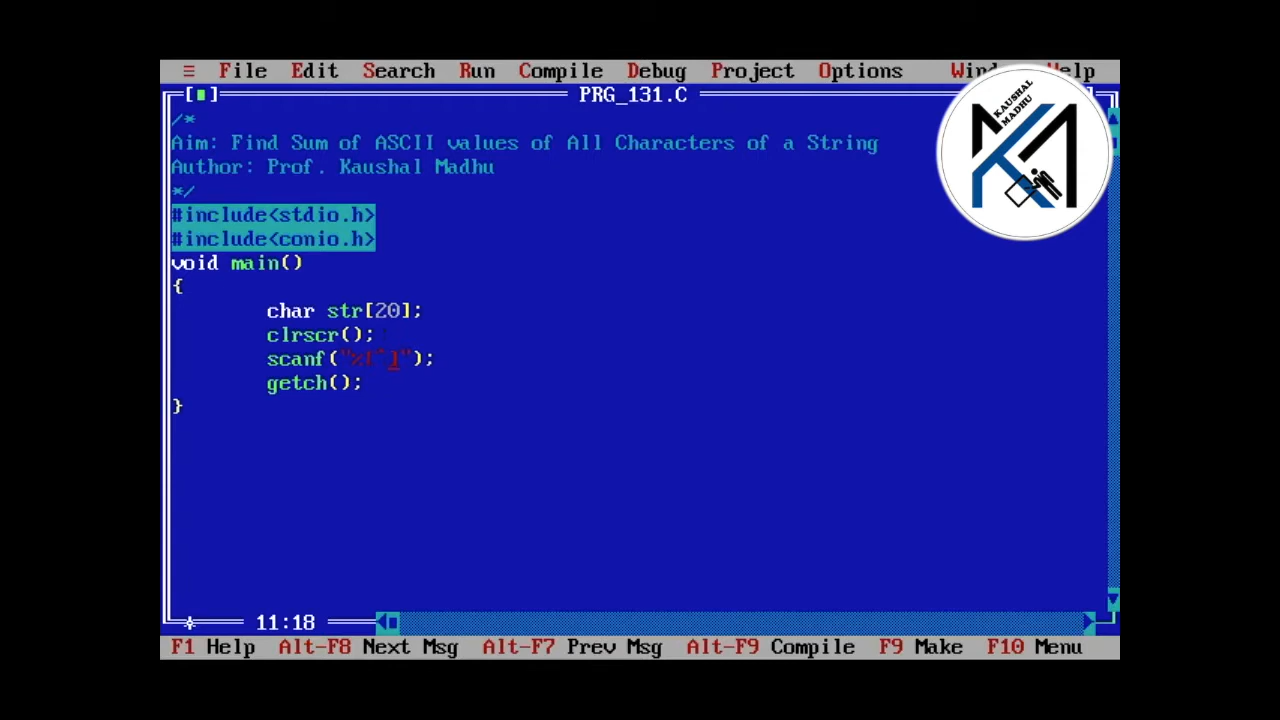 ≡ File Edit Search Run Compile Debug Project Options Wind Help
[■] PRG_131.C
KAUSHAL
MADHU
/*
Aim: Find Sum of ASCII values of All Characters of a String
Author: Prof. Kaushal Madhu
*/
#include<stdio.h>
#include<conio.h>
void main()
{
char str[20];
clrscr();
scanf("%[^]");
getch();
}
11:18
F1 Help Alt-F8 Next Msg Alt-F7 Prev Msg Alt-F9 Compile F9 Make F10 Menu